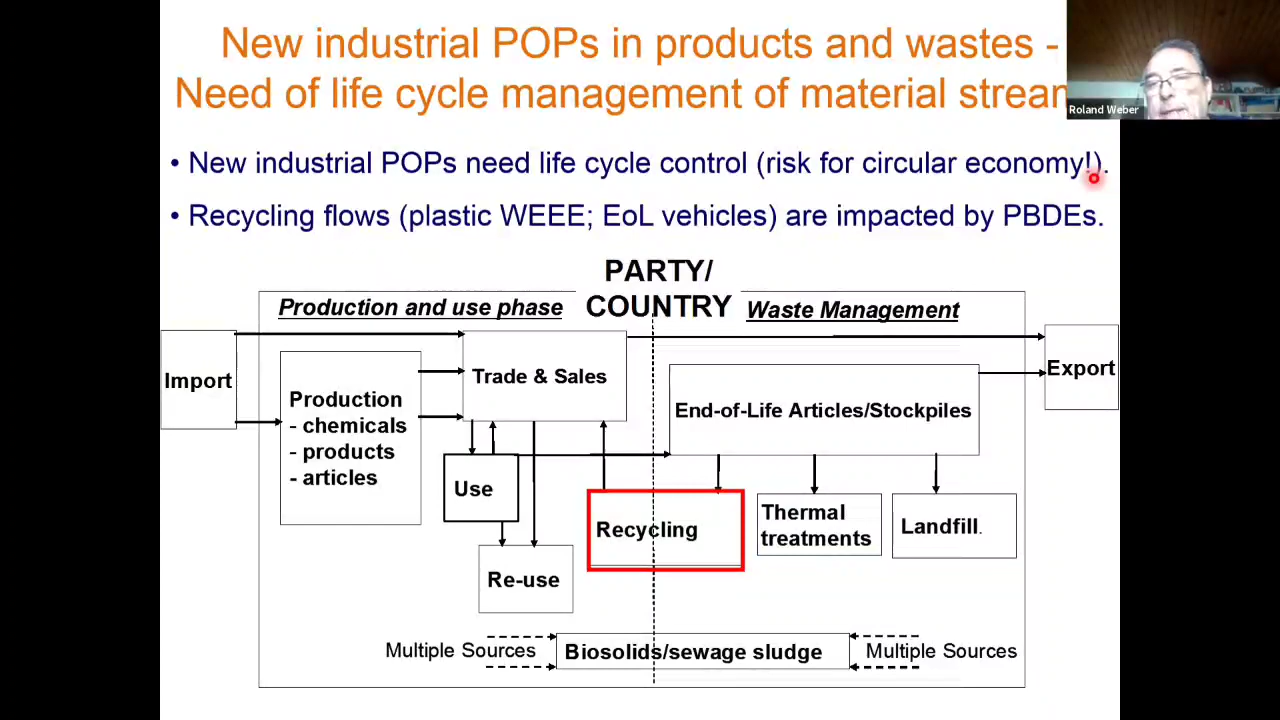 New industrial POPs in products and wastes -
Need of life cycle management of material stream
Roland Weber
• New industrial POPs need life cycle control (risk for circular economy!).
• Recycling flows (plastic WEEE; EoL vehicles) are impacted by PBDEs.
PARTY/
COUNTRY
Production and use phase
Waste Management
Import
Trade & Sales
Export
Production
- chemicals
- products
- articles
End-of-Life Articles/Stockpiles
Use
Recycling
Thermal
treatments
Landfill.
Re-use
Multiple Sources
Biosolids/sewage sludge
Multiple Sources